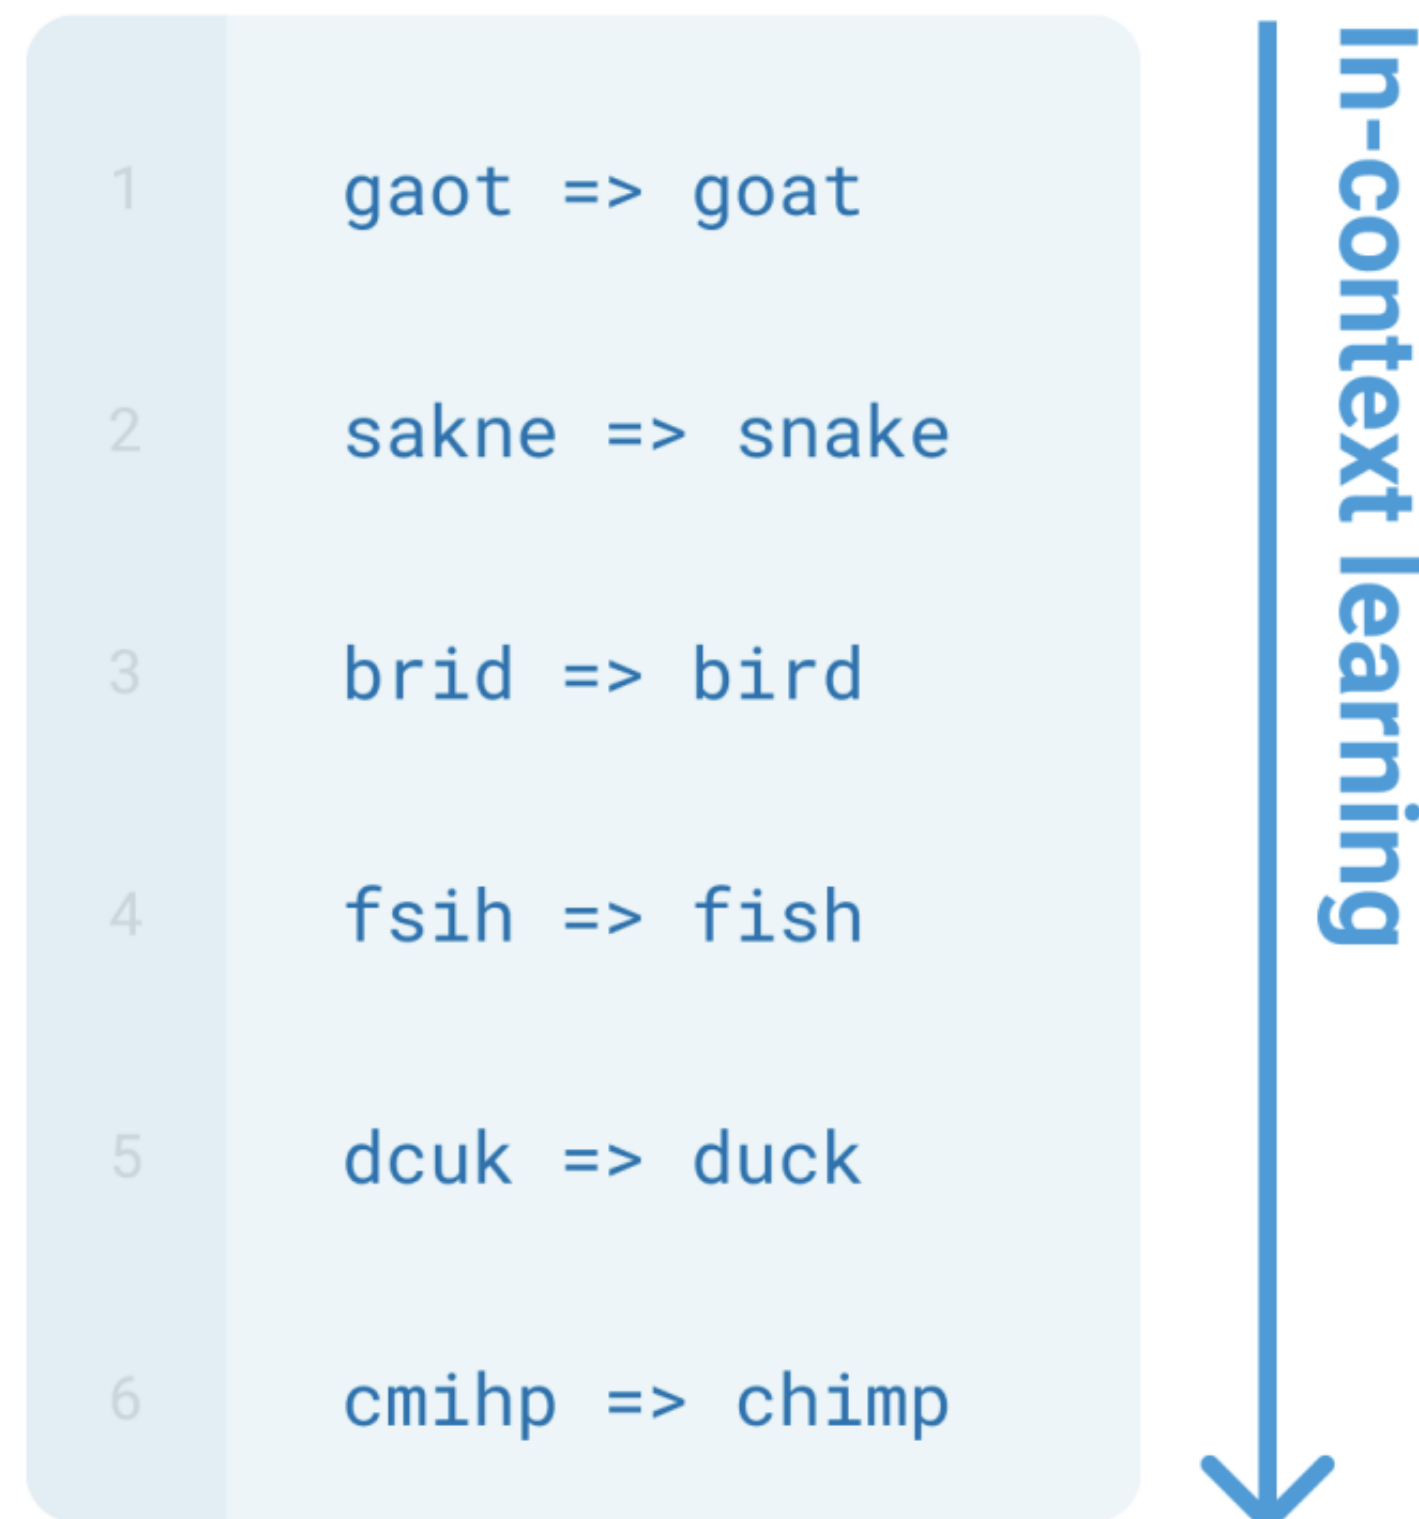 1 gaot => goat
2 sakne => snake
3 brid => bird
4 fsih => fish
5 dcuk => duck
6 cmihp => chimp
In-context learning